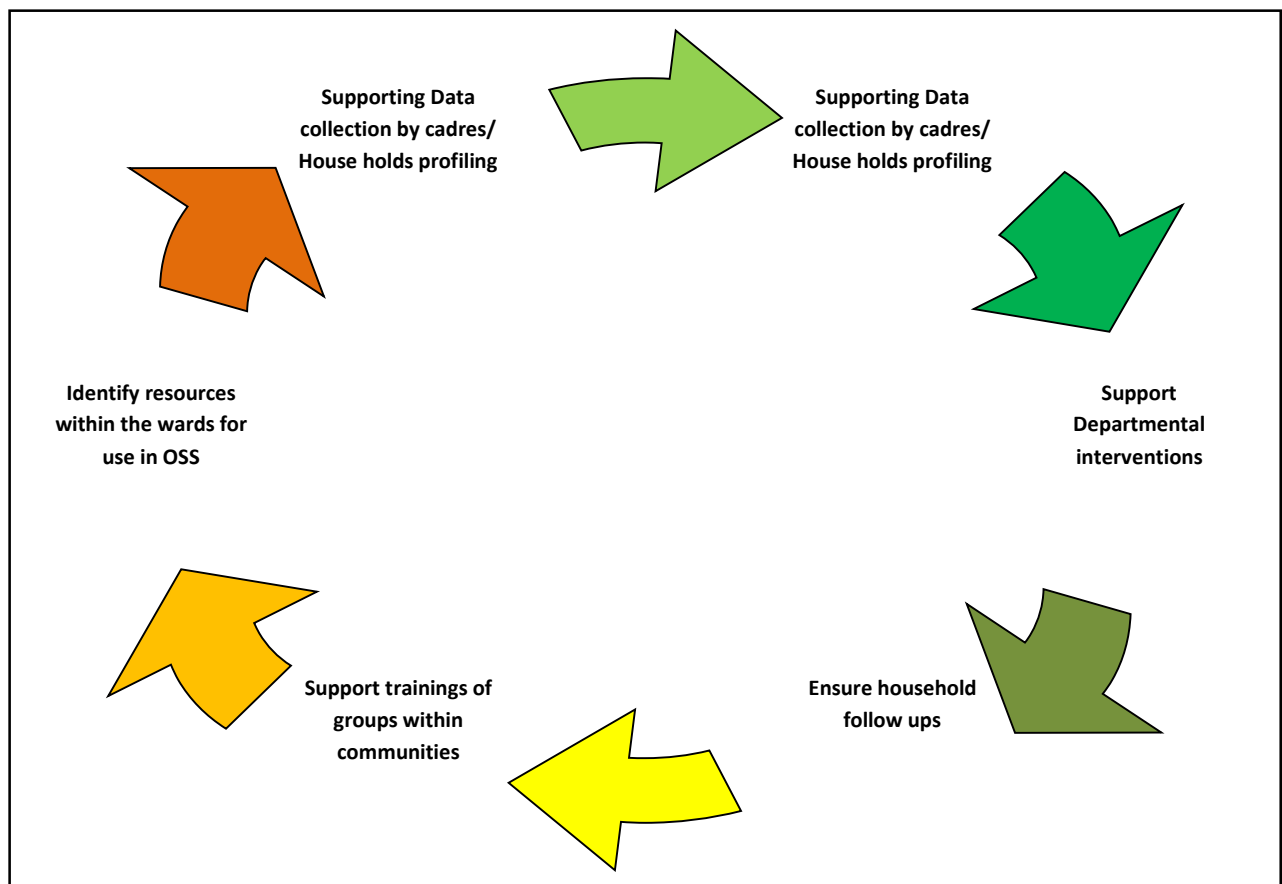 Supporting Data
collection by cadres/
House holds profiling
Supporting Data
collection by cadres/
House holds profiling
Support
Departmental
interventions
Ensure household
follow ups
Support trainings of
groups within
communities
Identify resources
within the wards for
use in OSS